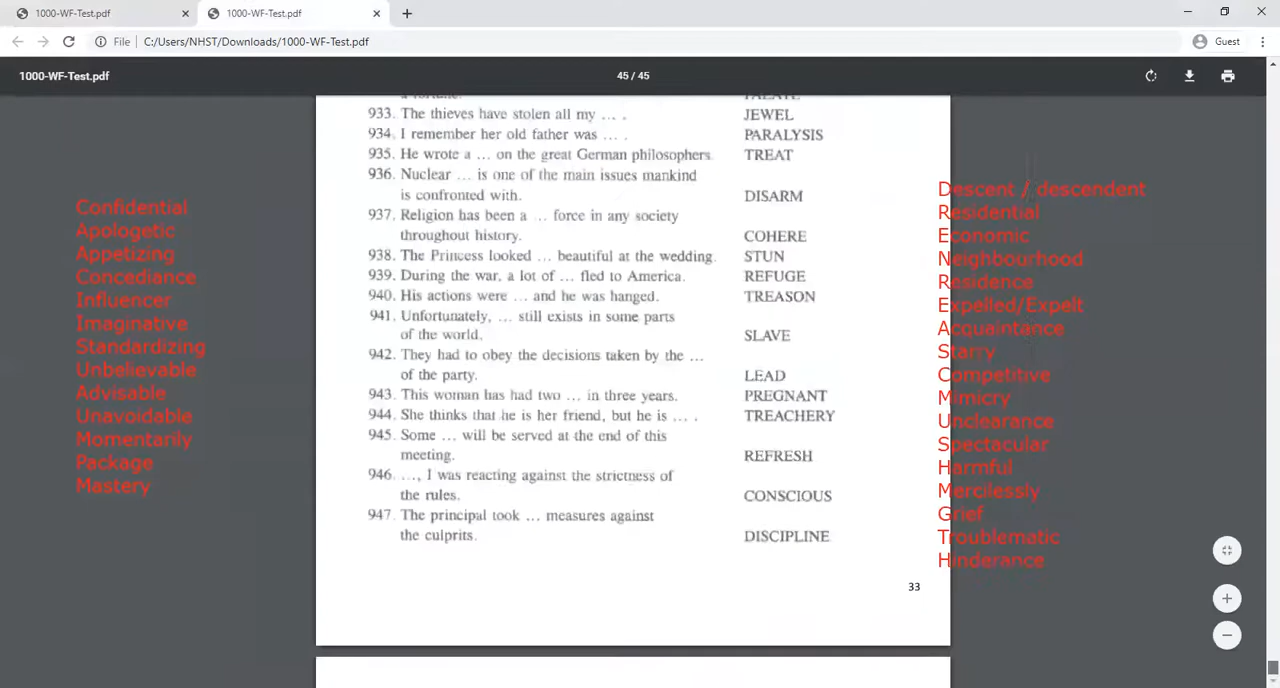 1000-WF-Test.pdf
1000-WF-Test.pdf
File
C:/Users/NHST/Downloads/1000-WF-Test.pdf
Guest
1000-WF-Test.pdf
45 / 45
933. The thieves have stolen all my ... . JEWEL
934. I remember her old father was ... . PARALYSIS
935. He wrote a ... on the great German philosophers. TREAT
936. Nuclear ... is one of the main issues mankind
is confronted with. DISARM
937. Religion has been a ... force in any society
throughout history. COHERE
938. The Princess looked ... beautiful at the wedding. STUN
939. During the war, a lot of ... fled to America. REFUGE
940. His actions were ... and he was hanged. TREASON
941. Unfortunately, ... still exists in some parts
of the world. SLAVE
942. They had to obey the decisions taken by the ...
of the party. LEAD
943. This woman has had two ... in three years. PREGNANT
944. She thinks that he is her friend, but he is ... . TREACHERY
945. Some ... will be served at the end of this
meeting. REFRESH
946. ..., I was reacting against the strictness of
the rules. CONSCIOUS
947. The principal took ... measures against
the culprits. DISCIPLINE
33
Confidential
Apologetic
Appetizing
Concediance
Influencer
Imaginative
Standardizing
Unbelievable
Advisable
Unavoidable
Momentarily
Package
Mastery
Descent / descendent
Residential
Economic
Neighbourhood
Residence
Expelled/Expelt
Acquaintance
Starry
Competitive
Mimicry
Unclearance
Spectacular
Harmful
Mercilessly
Grief
Troublematic
Hinderance